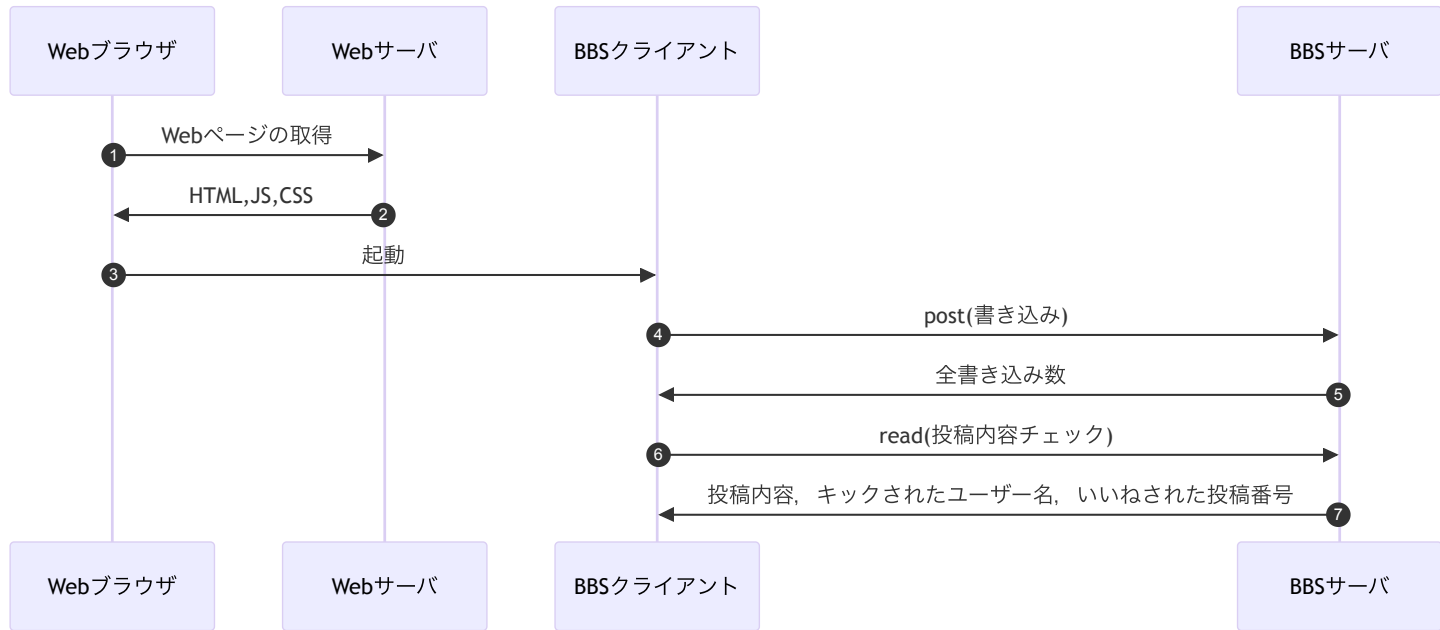 Webブラウザ
Webサーバ
BBSクライアント
BBSサーバ
Webページの取得
1
HTML,JS,CSS
2
起動
3
post(書き込み)
4
全書き込み数
5
read(投稿内容チェック)
6
投稿内容，キックされたユーザー名，いいねされた投稿番号
7
Webブラウザ
Webサーバ
BBSクライアント
BBSサーバ